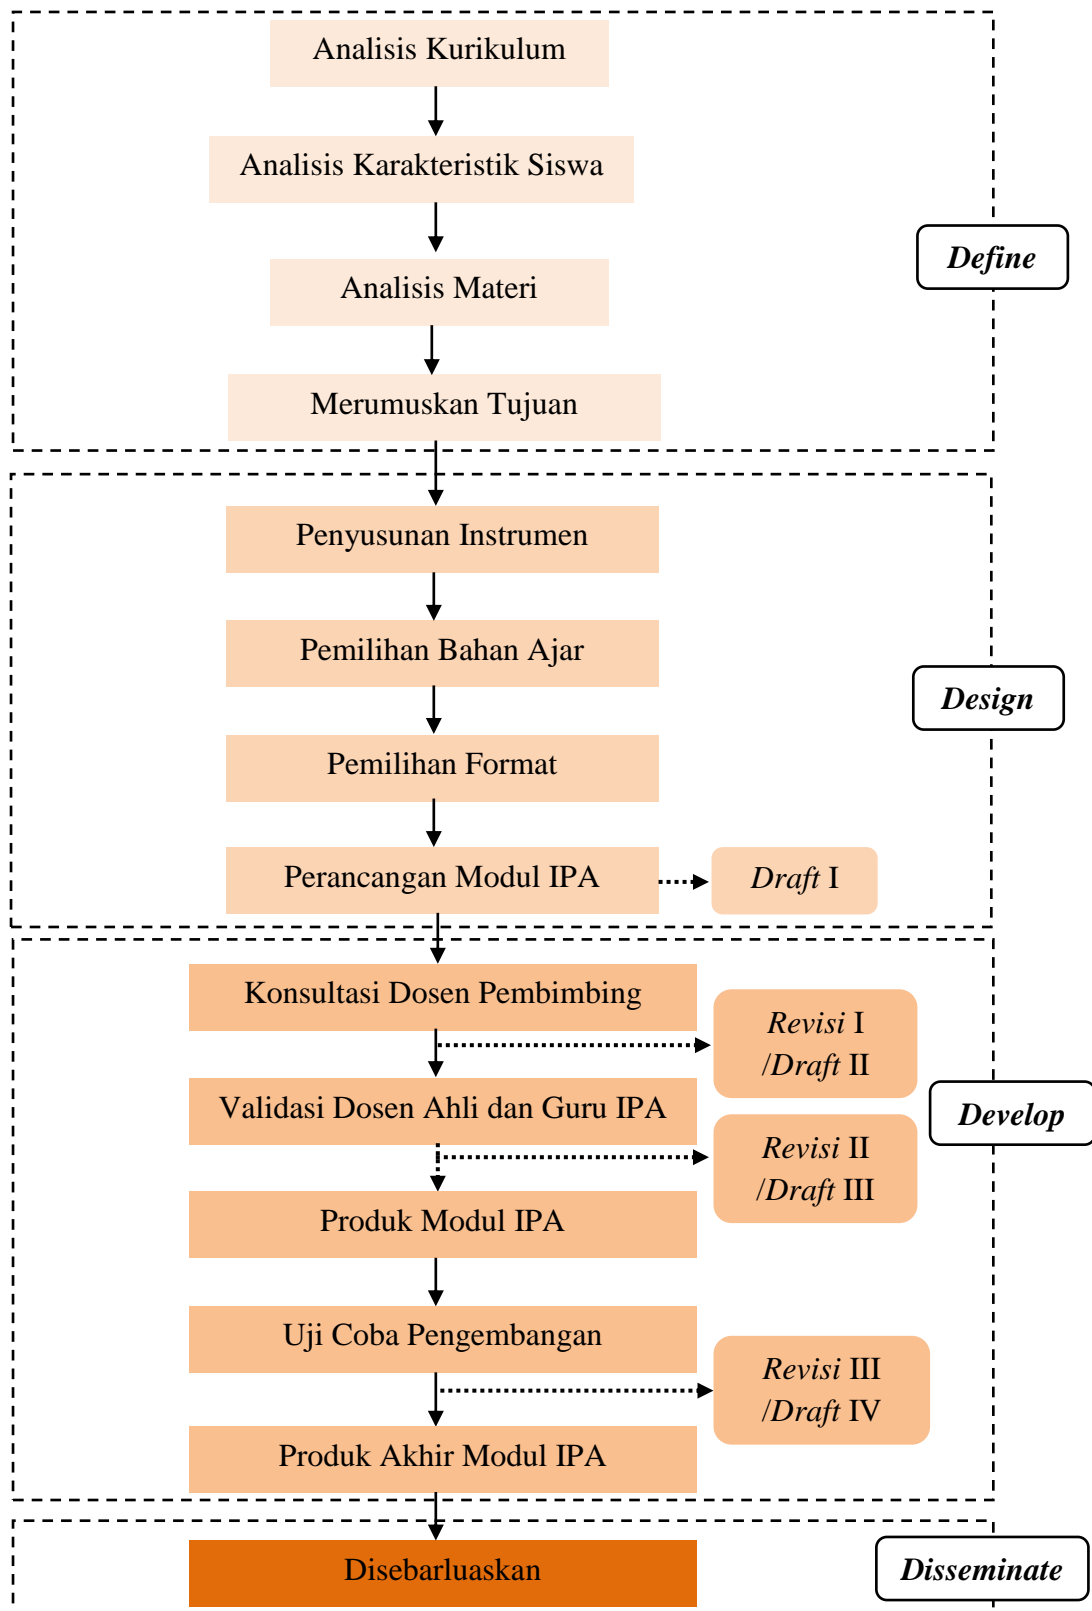 Analisis Kurikulum
Analisis Karakteristik Siswa
Define
Analisis Materi
Merumuskan Tujuan
Penyusunan Instrumen
Pemilihan Bahan Ajar
Design
Pemilihan Format
Perancangan Modul IPA
Draft I
Konsultasi Dosen Pembimbing
Revisi I
/Draft II
Validasi Dosen Ahli dan Guru IPA
Develop
Revisi II
/Draft III
Produk Modul IPA
Uji Coba Pengembangan
Revisi III
/Draft IV
Produk Akhir Modul IPA
Disebarluaskan
Disseminate